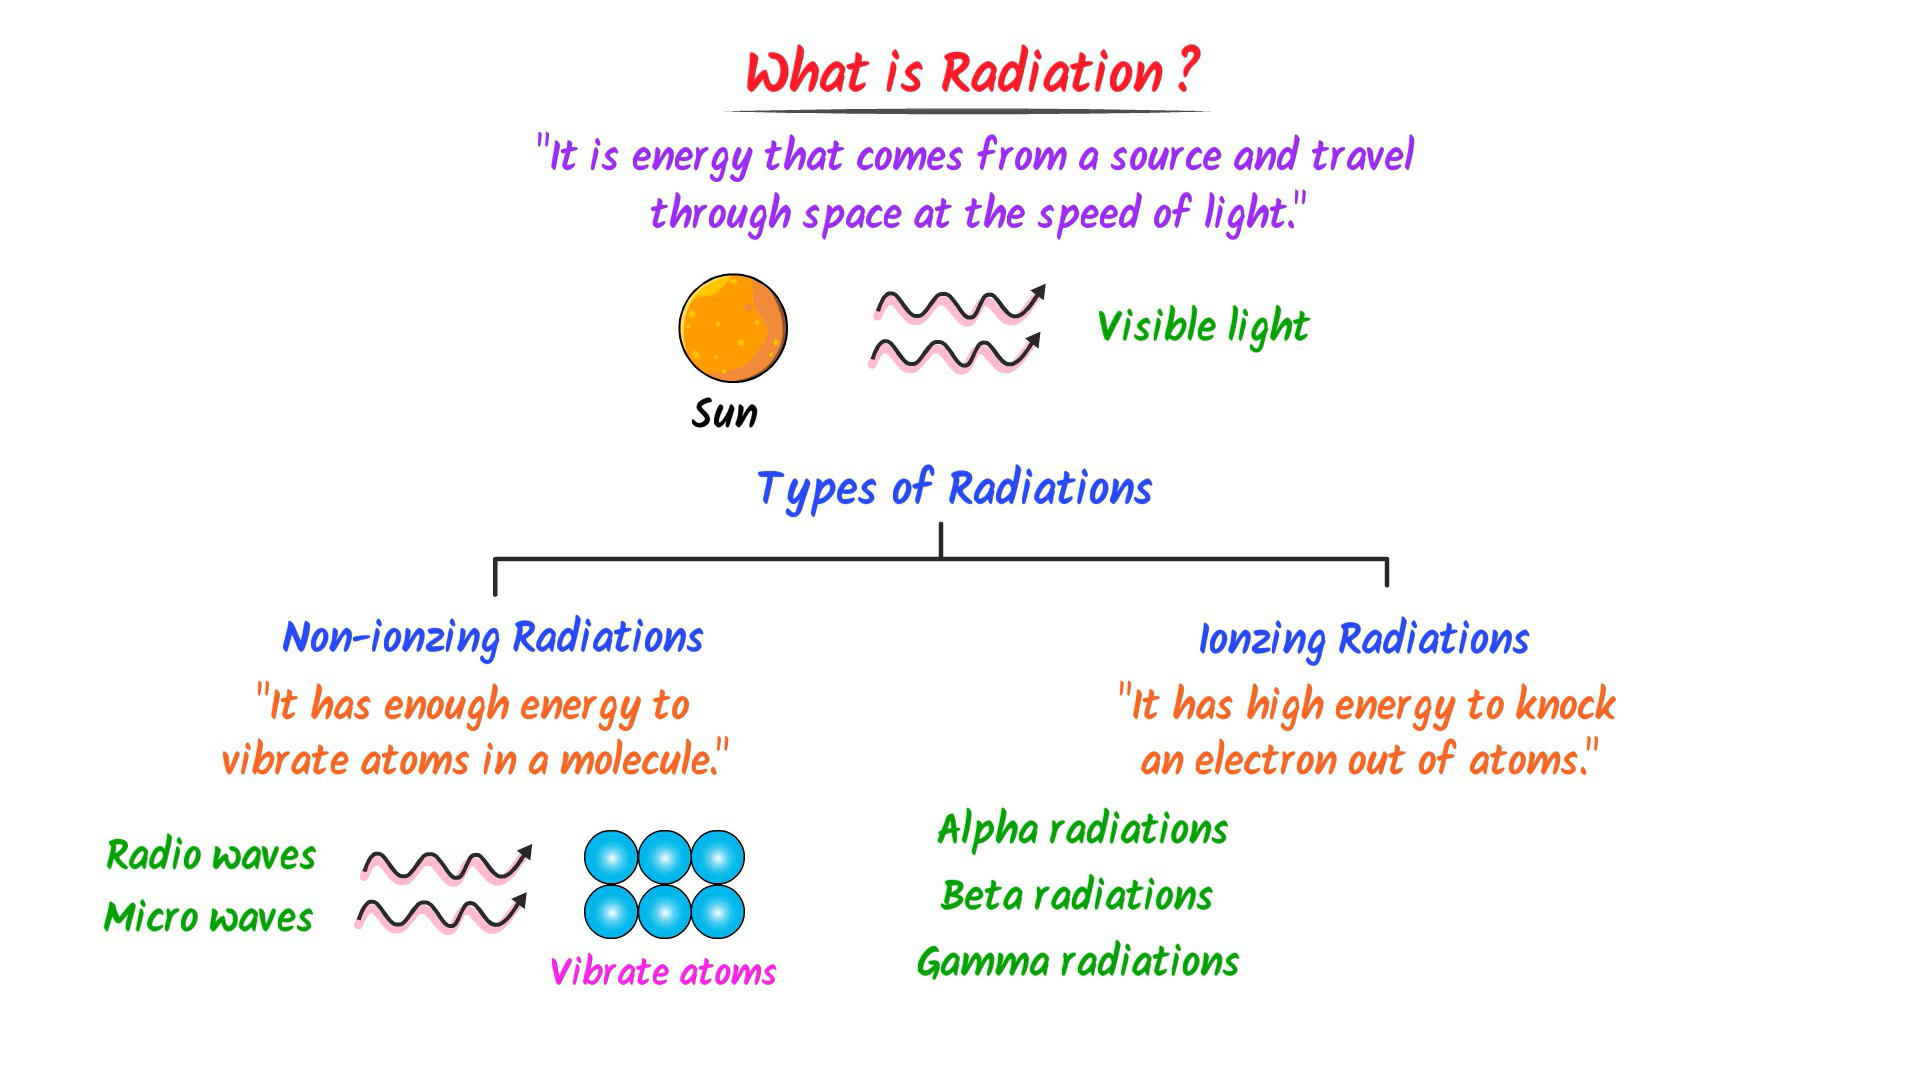 What is Radiation ?
"It is energy that comes from a source and travel
through space at the speed of light."
Visible light
Sun
Types of Radiations
Non-ionzing Radiations
"It has enough energy to
vibrate atoms in a molecule."
Radio waves
Micro waves
Vibrate atoms
Ionzing Radiations
"It has high energy to knock
an electron out of atoms."
Alpha radiations
Beta radiations
Gamma radiations